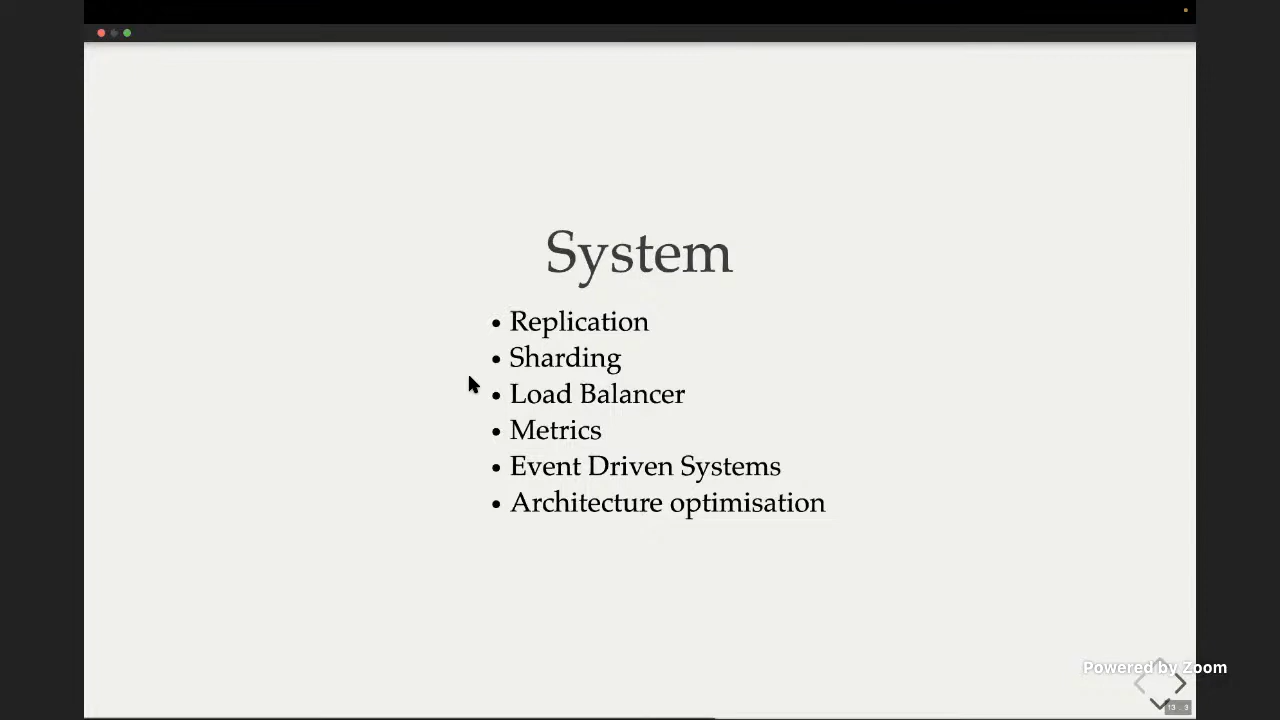 System
• Replication
• Sharding
• Load Balancer
• Metrics
• Event Driven Systems
• Architecture optimisation
Powered by Zoom